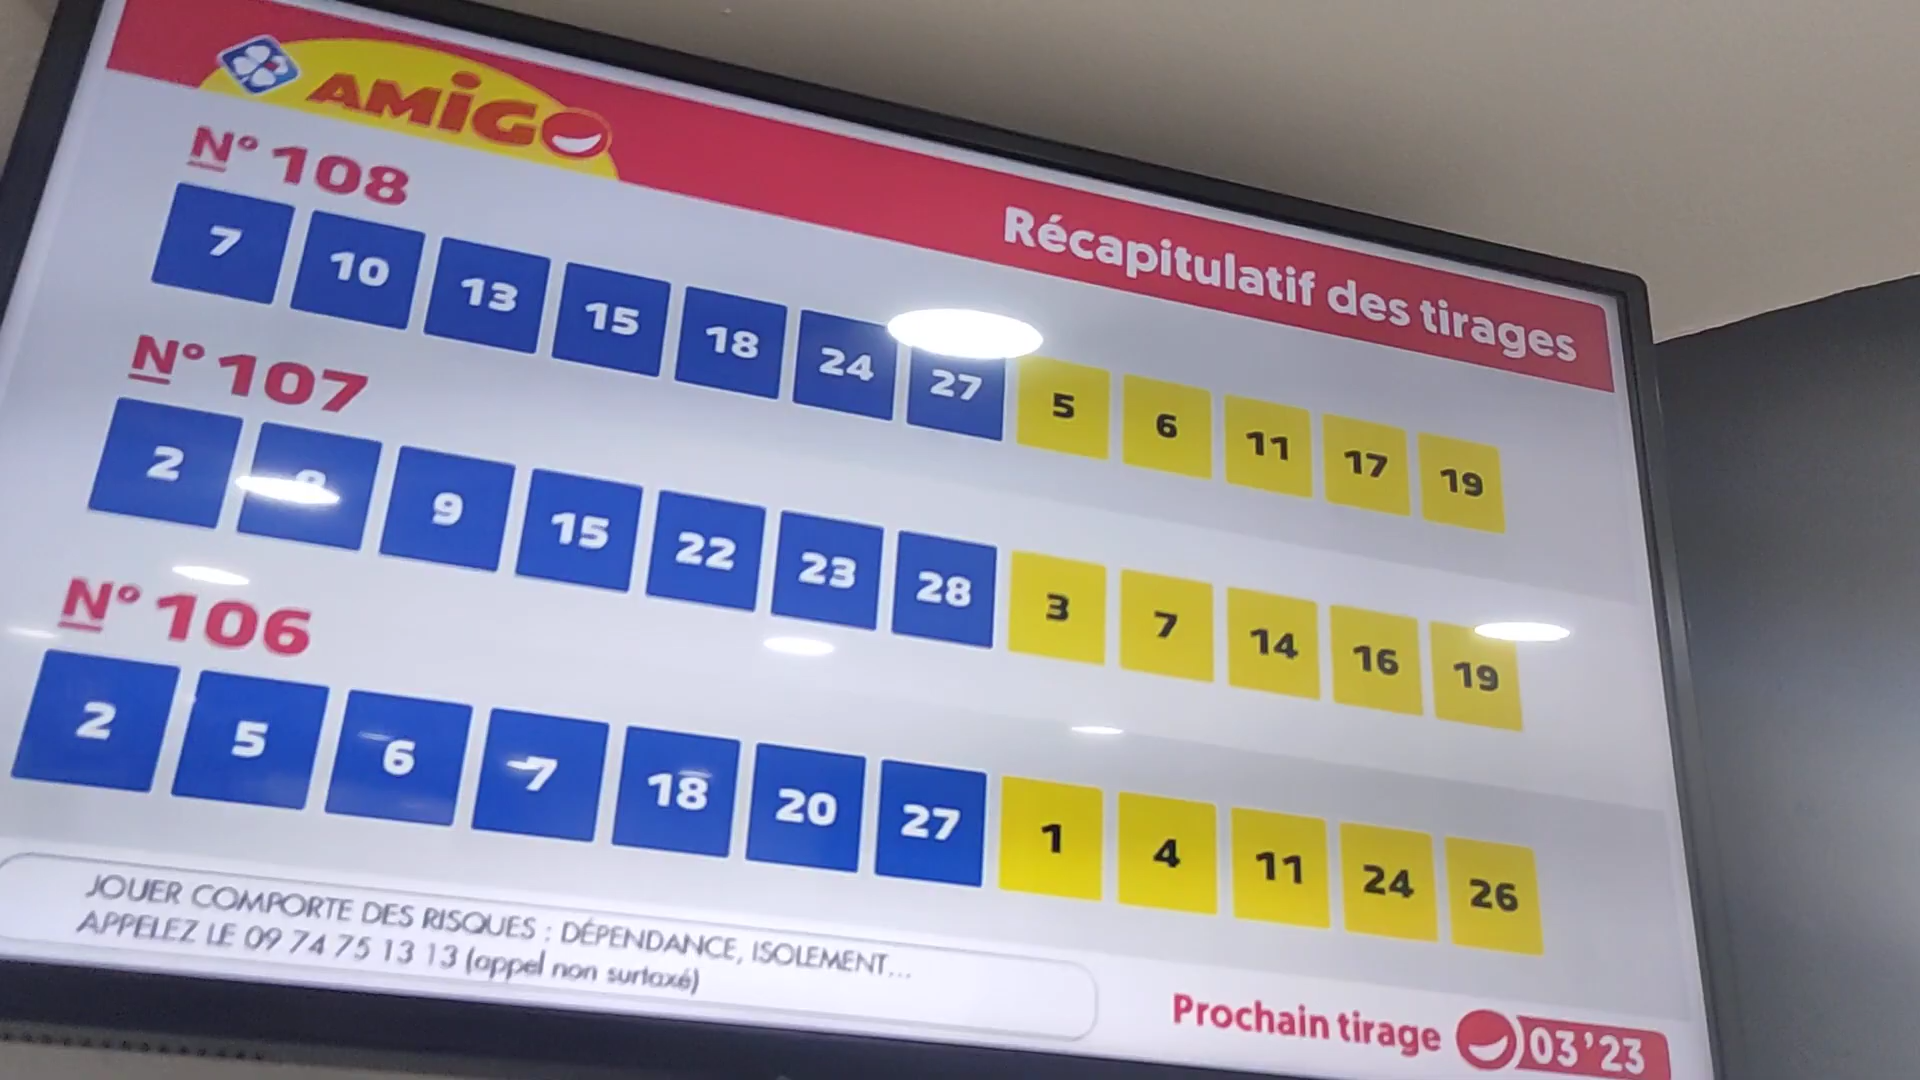 AMIGO
Récapitulatif des tirages
N° 108
7 10 13 15 18 24 27 5 6 11 17 19
N° 107
2 8 9 15 22 23 28 3 7 14 16 19
N° 106
2 5 6 7 18 20 27 1 4 11 24 26
JOUER COMPORTE DES RISQUES : DÉPENDANCE, ISOLEMENT...
APPELEZ LE 09 74 75 13 13 (appel non surtaxé)
Prochain tirage 03'23